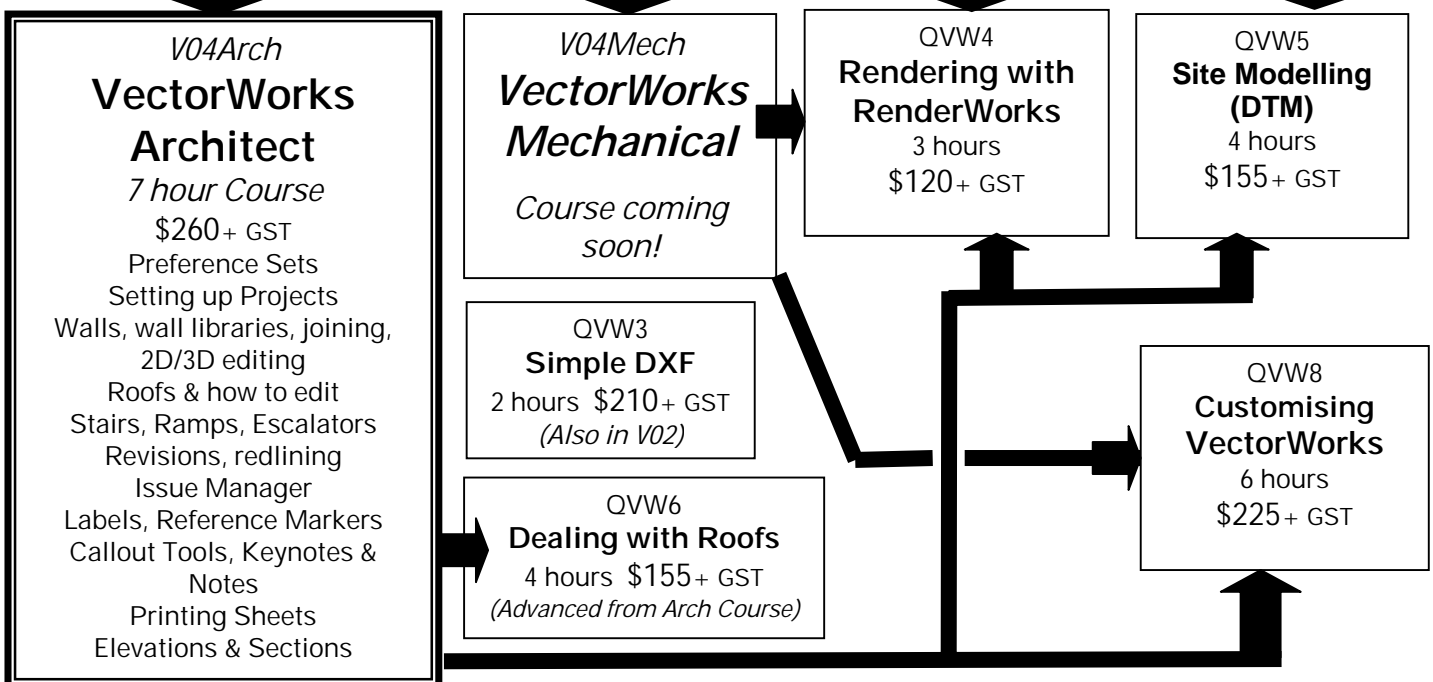 V04Arch
VectorWorks
Architect
7 hour Course
$260+ GST
Preference Sets
Setting up Projects
Walls, wall libraries, joining,
2D/3D editing
Roofs & how to edit
Stairs, Ramps, Escalators
Revisions, redlining
Issue Manager
Labels, Reference Markers
Callout Tools, Keynotes &
Notes
Printing Sheets
Elevations & Sections
V04Mech
VectorWorks
Mechanical
Course coming
soon!
QVW3
Simple DXF
2 hours $210+ GST
(Also in V02)
QVW6
Dealing with Roofs
4 hours $155+ GST
(Advanced from Arch Course)
QVW4
Rendering with
RenderWorks
3 hours
$120+ GST
QVW5
Site Modelling
(DTM)
4 hours
$155+ GST
QVW8
Customising
VectorWorks
6 hours
$225+ GST